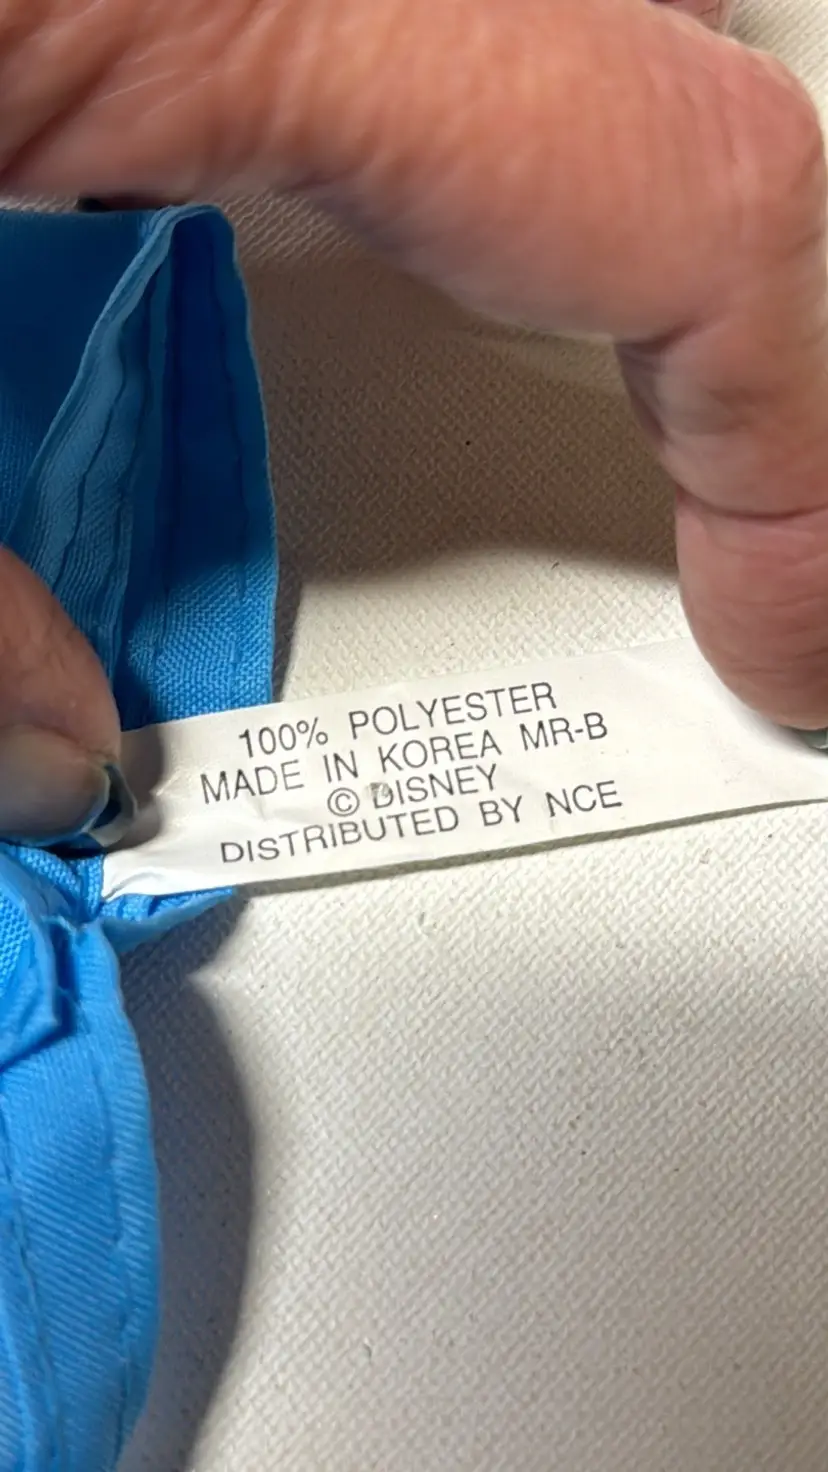 100% POLYESTER
MADE IN KOREA MR-B
© DISNEY
DISTRIBUTED BY NCE